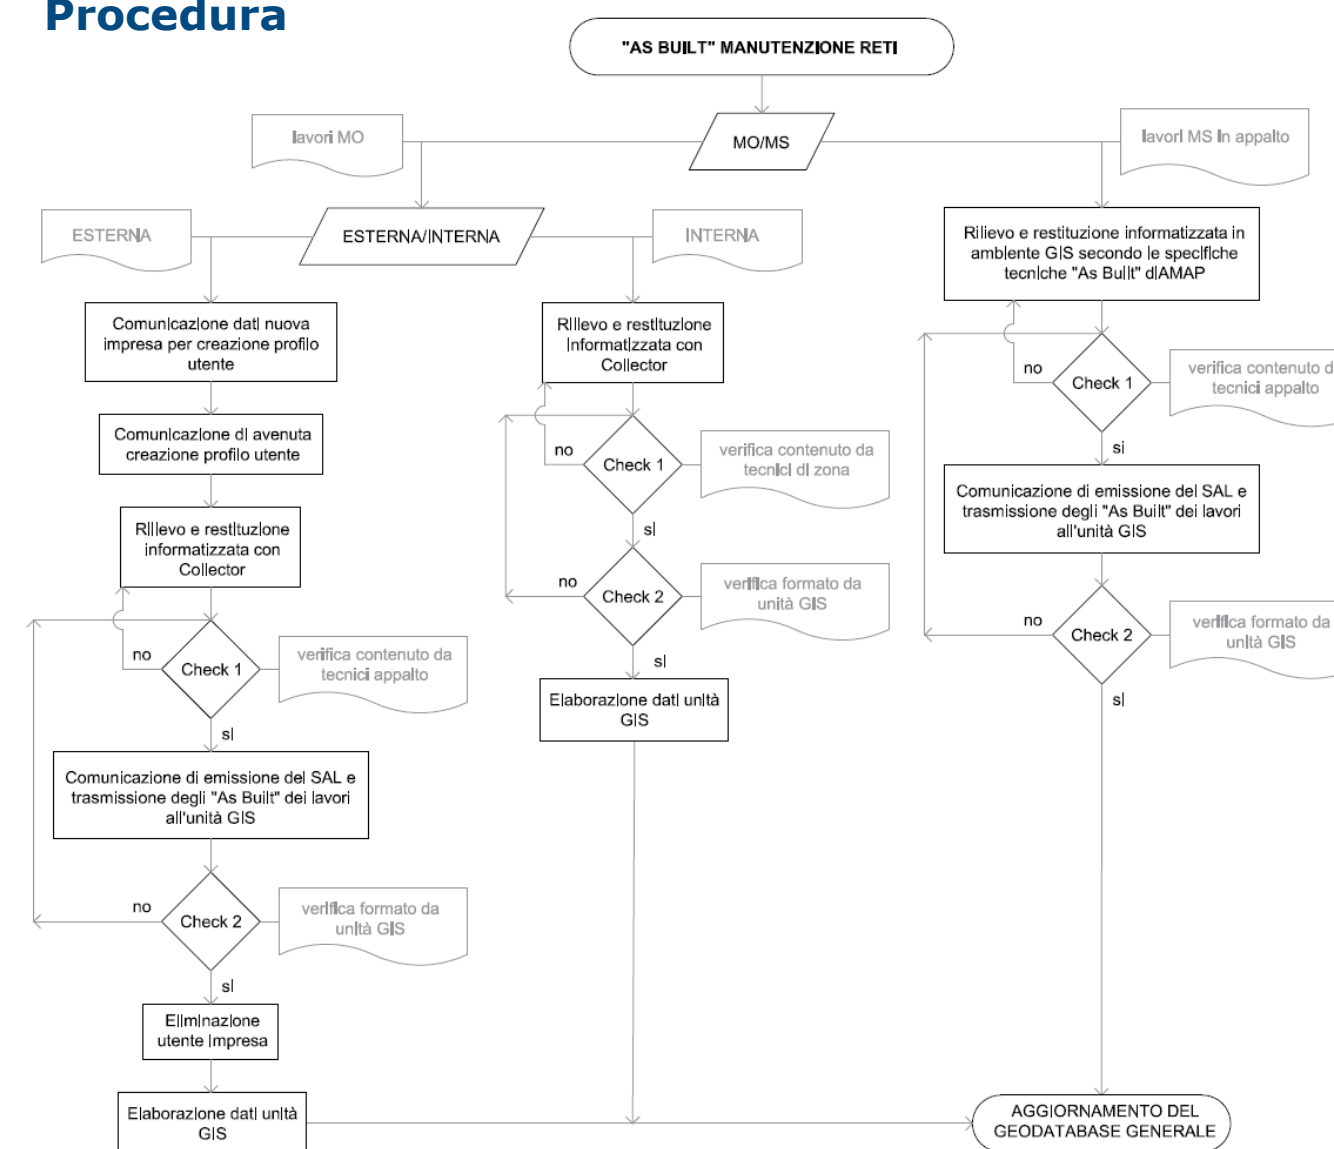 Procedura
"AS BUILT" MANUTENZIONE RETI
lavori MO
MO/MS
lavori MS in appalto
ESTERNA
ESTERNA/INTERNA
INTERNA
Rilievo e restituzione informatizzata in
ambiente GIS secondo le specifiche
tecniche "As Built" diAMAP
Comunicazione dati nuova
impresa per creazione profilo
utente
Rilievo e restituzione
informatizzata con
Collector
no
Check 1
verifica contenuto d
tecnici appalto
si
Comunicazione di avenuta
creazione profilo utente
no
Check 1
verifica contenuto da
tecnici di zona
si
Comunicazione di emissione del SAL e
trasmissione degli "As Built" dei lavori
all'unità GIS
Rilievo e restituzione
informatizzata con
Collector
no
Check 2
verifica formato da
unità GIS
si
no
Check 2
verifica formato da
unità GIS
si
no
Check 1
verifica contenuto da
tecnici appalto
si
Elaborazione dati unità
GIS
Comunicazione di emissione del SAL e
trasmissione degli "As Built" dei lavori
all'unità GIS
no
Check 2
verifica formato da
unità GIS
si
Eliminazione
utente impresa
Elaborazione dati unità
GIS
AGGIORNAMENTO DEL
GEODATABASE GENERALE